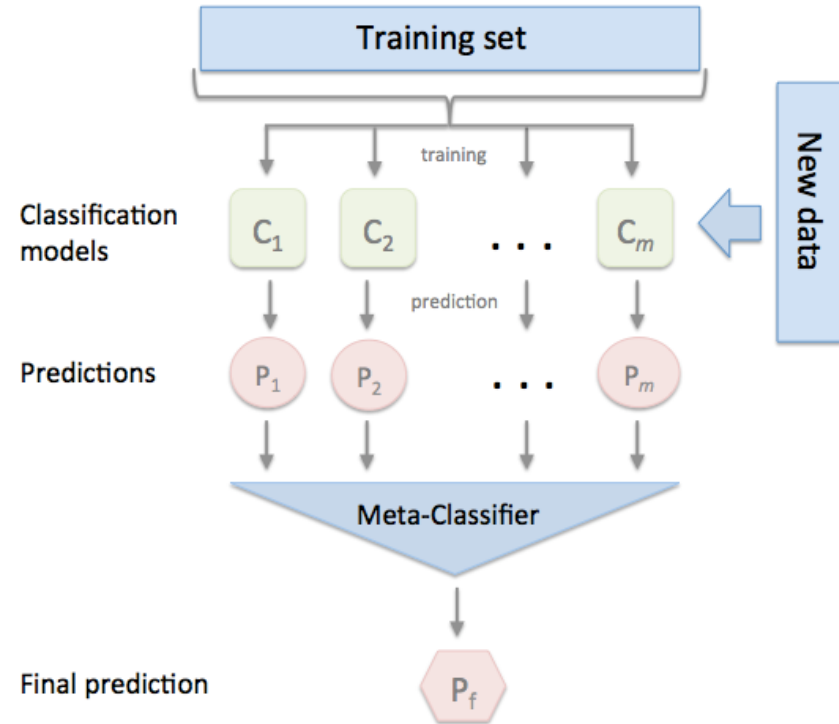 Training set
training
New data
Classification
models
C₁ C₂ . . . Cₘ
prediction
Predictions
P₁ P₂ . . . Pₘ
Meta-Classifier
Final prediction
P_f